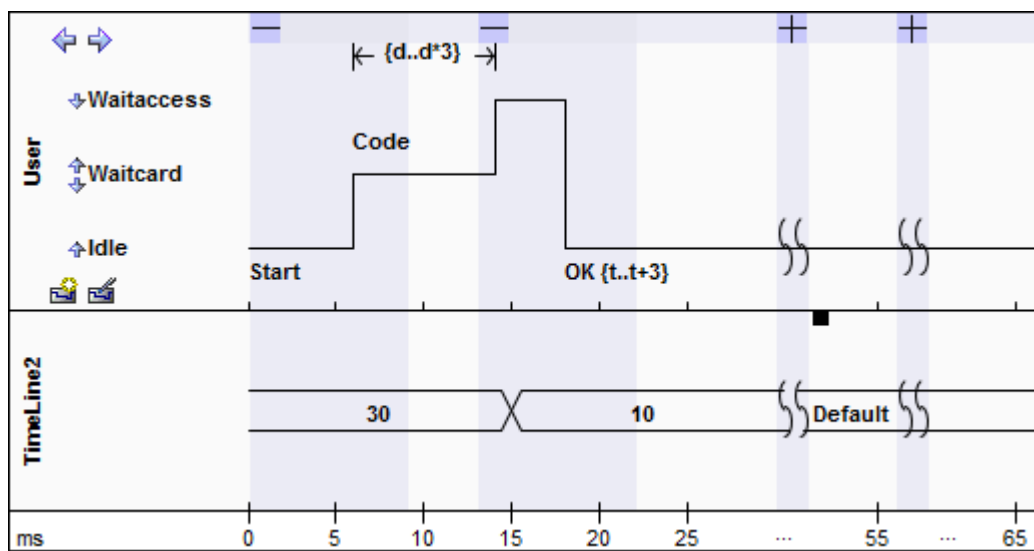 {d..d*3}
Waitaccess
Code
User
Waitcard
Idle
Start
OK {t..t+3}
TimeLine2
30
10
Default
ms
0 5 10 15 20 25 ... 55 ... 65